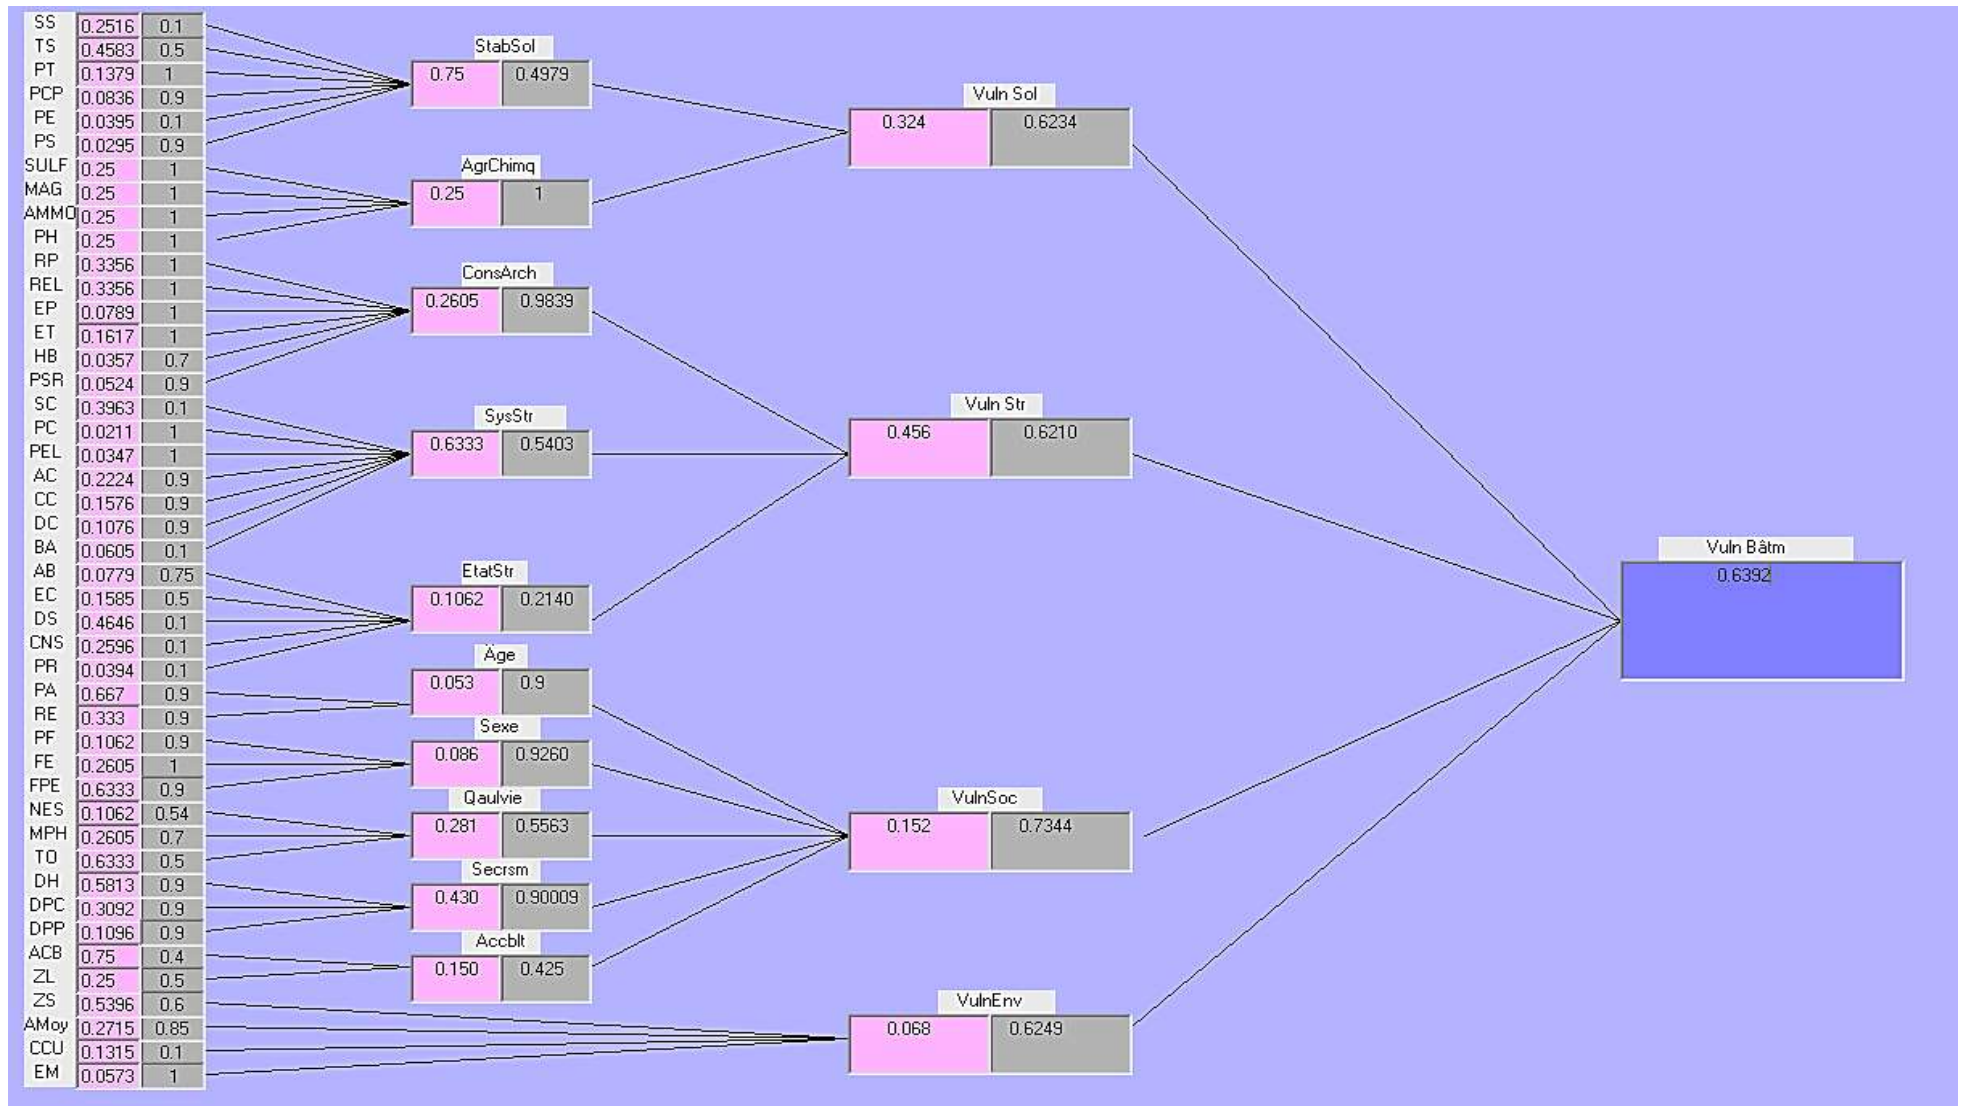 SS 0.2516 0.1
TS 0.4583 0.5
PT 0.1379 1
PCP 0.0836 0.9
PE 0.0395 0.1
PS 0.0295 0.9
SULF 0.25 1
MAG 0.25 1
AMMO 0.25 1
PH 0.25 1
RP 0.3356 1
REL 0.3356 1
EP 0.0789 1
ET 0.1617 1
HB 0.0357 0.7
PSR 0.0524 0.9
SC 0.3963 0.1
PC 0.0211 1
PEL 0.0347 1
AC 0.2224 0.9
CC 0.1576 0.9
DC 0.1076 0.9
BA 0.0605 0.1
AB 0.0779 0.75
EC 0.1585 0.5
DS 0.4646 0.1
CNS 0.2596 0.1
PR 0.0394 0.1
PA 0.667 0.9
RE 0.333 0.9
PF 0.1062 0.9
FE 0.2605 1
FPE 0.6333 0.9
NES 0.1062 0.54
MPH 0.2605 0.7
TO 0.6333 0.5
DH 0.5813 0.9
DPC 0.3092 0.9
DPP 0.1096 0.9
ACB 0.75 0.4
ZL 0.25 0.5
ZS 0.5396 0.6
AMoy 0.2715 0.85
CCU 0.1315 0.1
EM 0.0573 1
StabSol
0.75 0.4979
AgrChimq
0.25 1
ConsArch
0.2605 0.9839
SysStr
0.6333 0.5403
EtatStr
0.1062 0.2140
Age
0.053 0.9
Sexe
0.086 0.9260
Qaulvie
0.281 0.5563
Secrsm
0.430 0.90009
Accblt
0.150 0.425
Vuln Sol
0.324 0.6234
Vuln Str
0.456 0.6210
VulnSoc
0.152 0.7344
VulnEnv
0.068 0.6249
Vuln Bâtm
0.6392